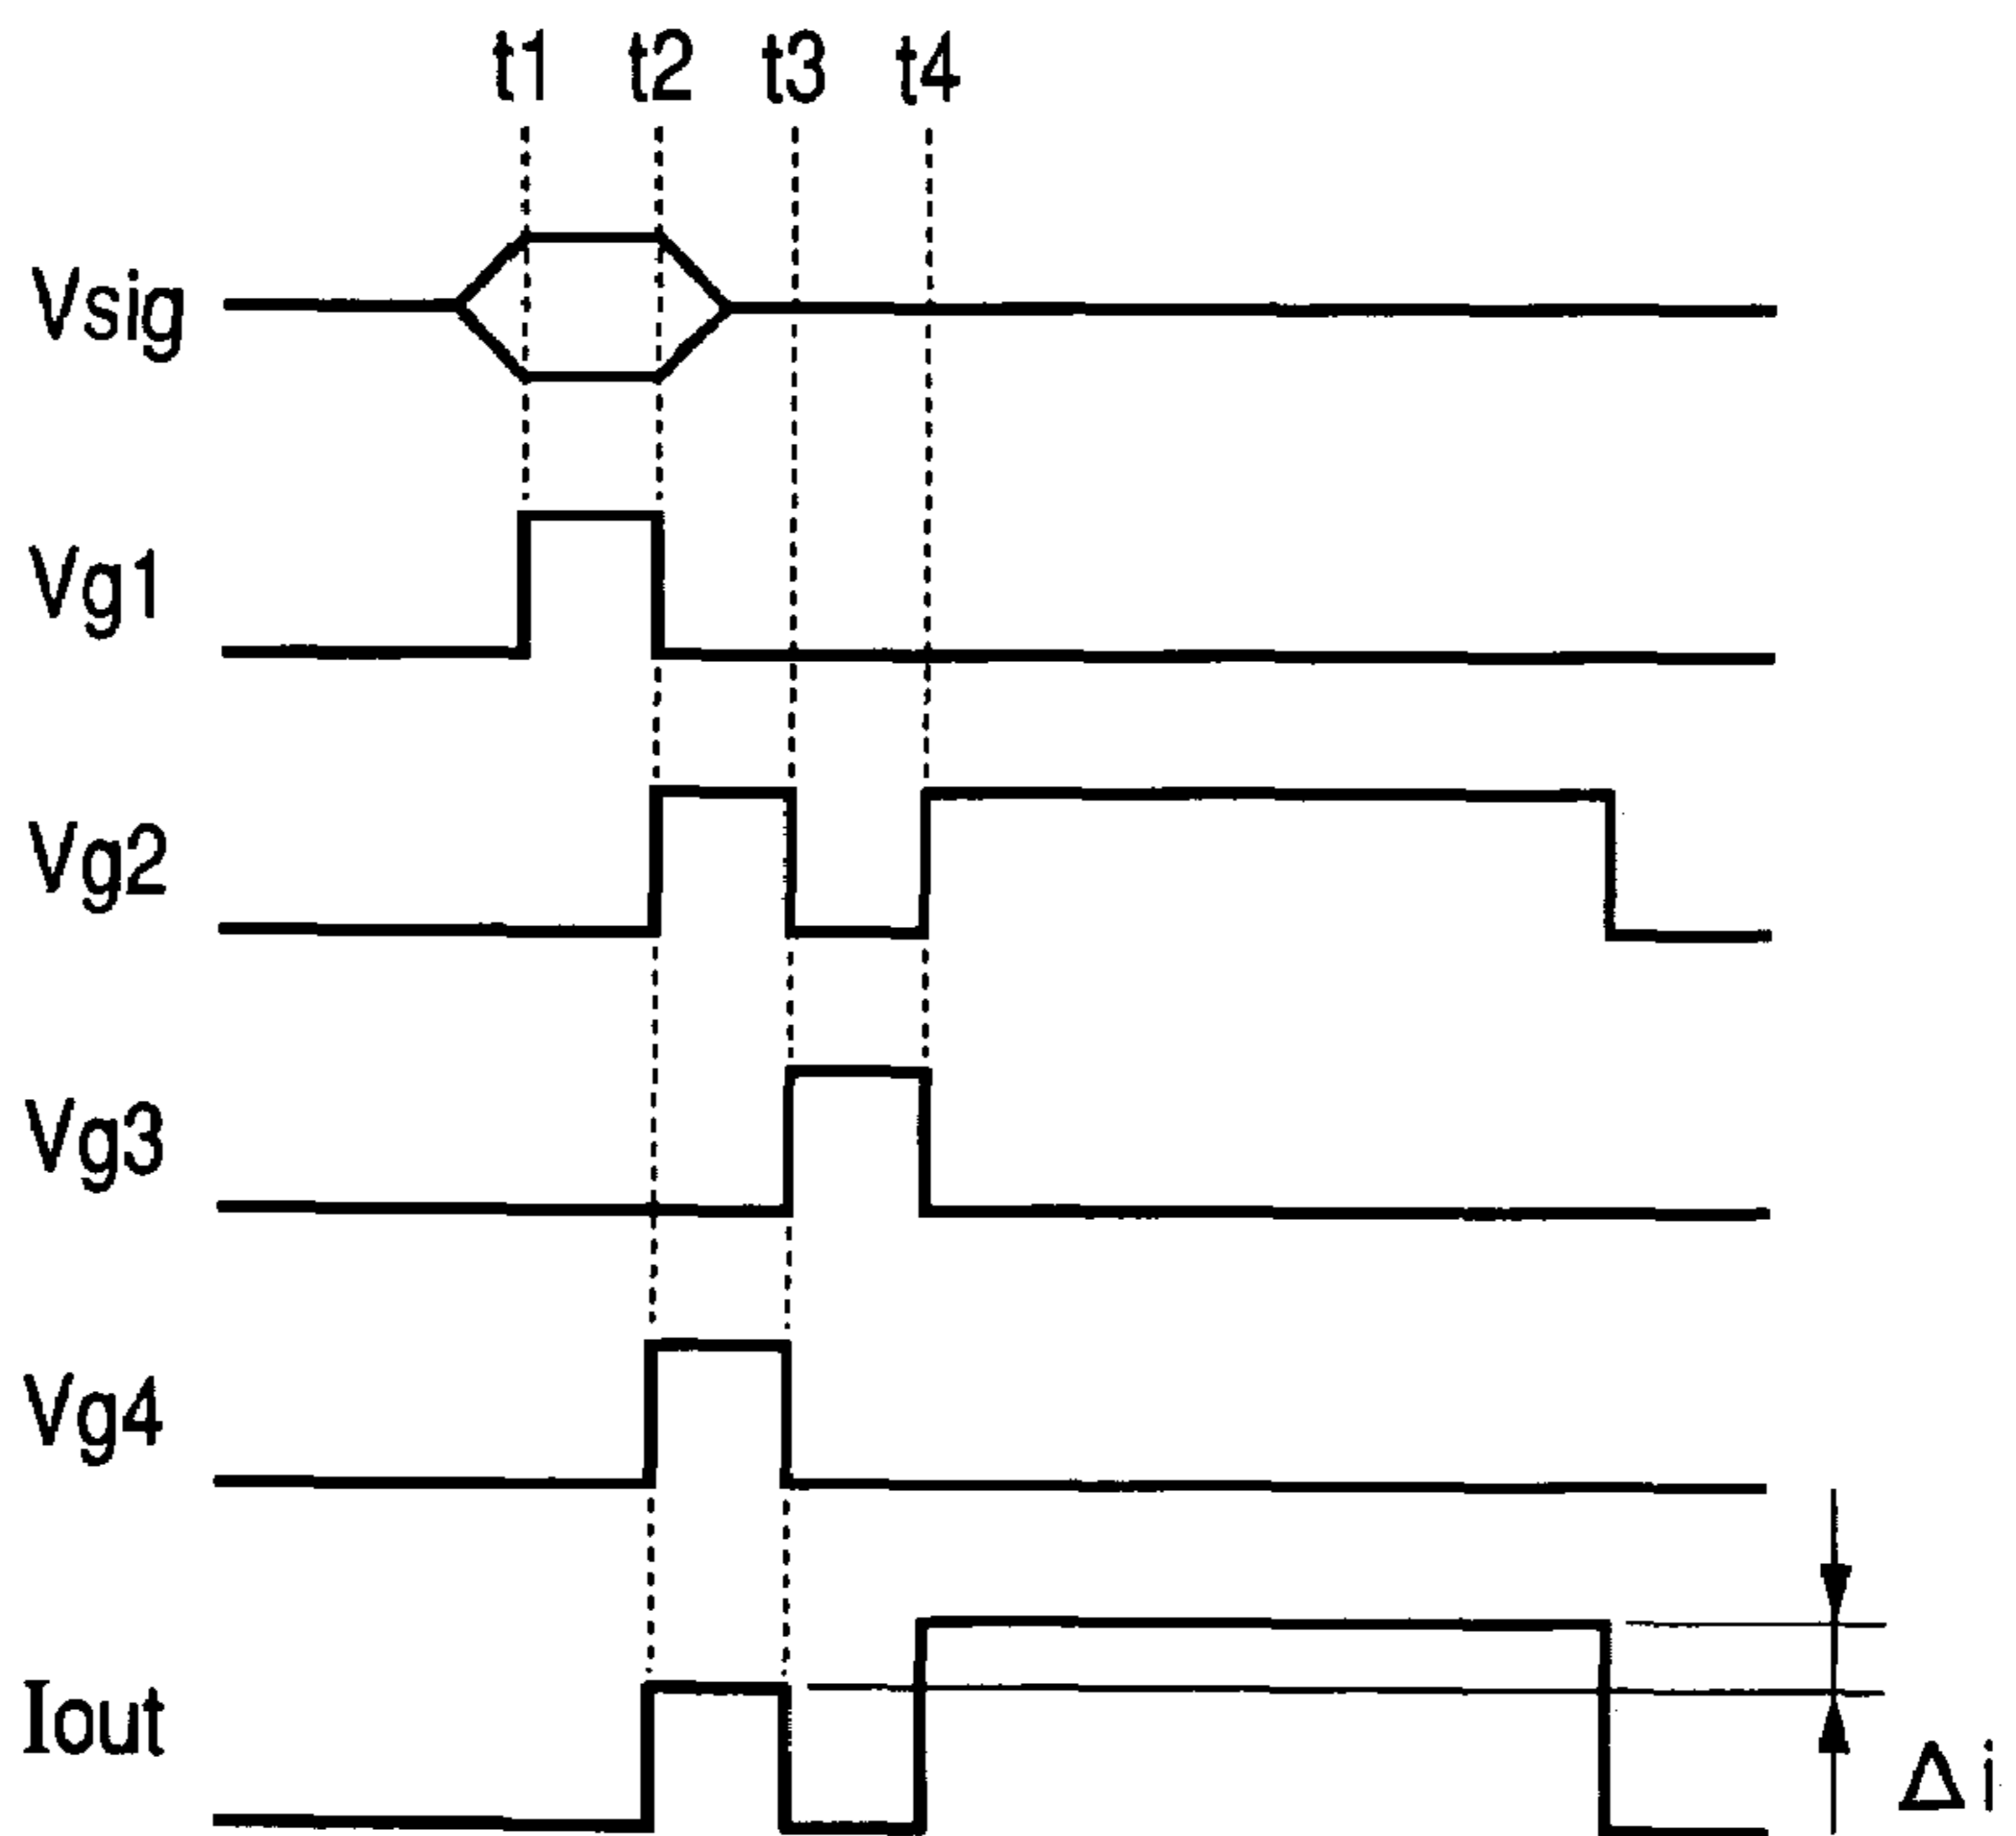 t1 t2 t3 t4
Vsig
Vg1
Vg2
Vg3
Vg4
Iout
Δi